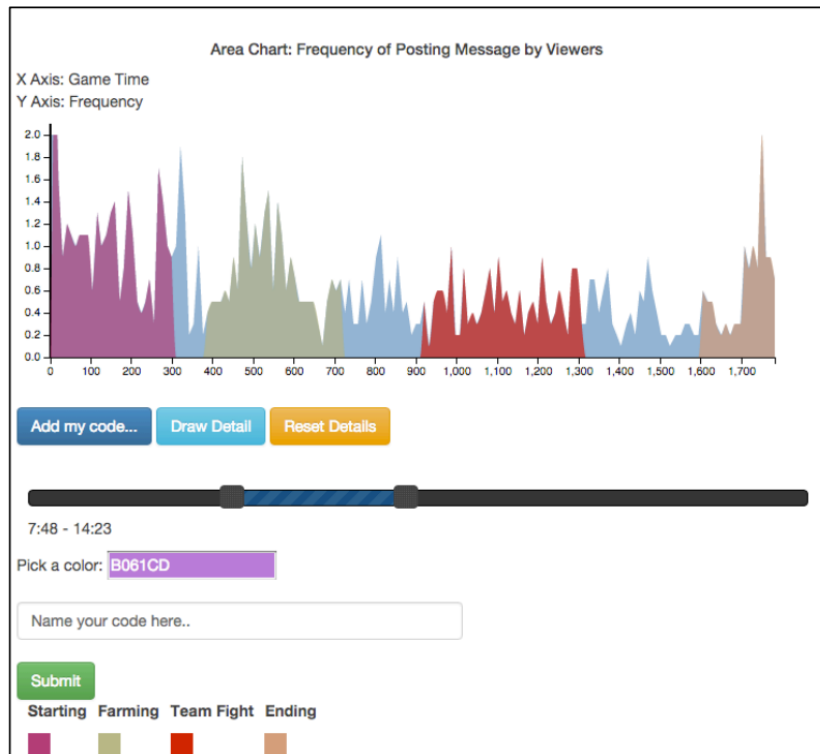 Area Chart: Frequency of Posting Message by Viewers
X Axis: Game Time
Y Axis: Frequency
2.0
1.8
1.6
1.4
1.2
1.0
0.8
0.6
0.4
0.2
0.0
0 100 200 300 400 500 600 700 800 900 1,000 1,100 1,200 1,300 1,400 1,500 1,600 1,700
Add my code... Draw Detail Reset Details
7:48 - 14:23
Pick a color: B061CD
Name your code here..
Submit
Starting Farming Team Fight Ending